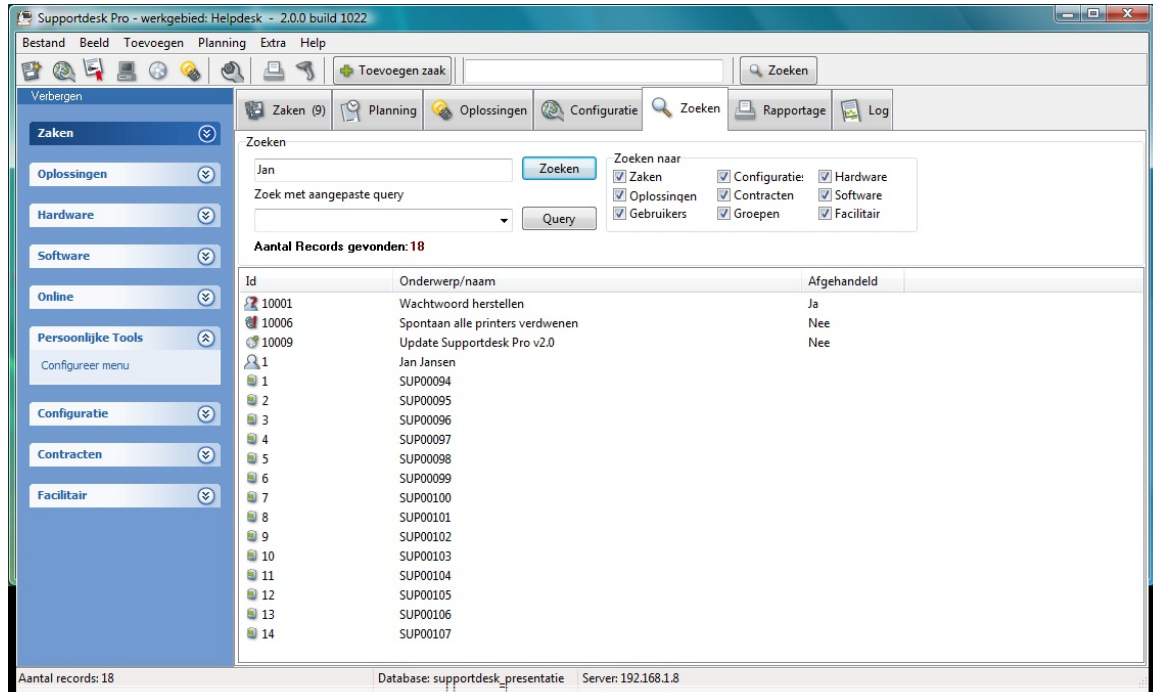 Supportdesk Pro - werkgebied: Helpdesk - 2.0.0 build 1022
Bestand Beeld Toevoegen Planning Extra Help
Toevoegen zaak Zoeken
Verbergen
Zaken
Oplossingen
Hardware
Software
Online
Persoonlijke Tools
Configureer menu
Configuratie
Contracten
Facilitair
Zaken (9) Planning Oplossingen Configuratie Zoeken Rapportage Log
Zoeken
Jan Zoeken
Zoek met aangepaste query
Query
Aantal Records gevonden: 18
Zoeken naar
Zaken Configuratie: Hardware
Oplossingen Contracten Software
Gebruikers Groepen Facilitair
Id Onderwerp/naam Afgehandeld
10001 Wachtwoord herstellen Ja
10006 Spontaan alle printers verdwenen Nee
10009 Update Supportdesk Pro v2.0 Nee
1 Jan Jansen
1 SUP00094
2 SUP00095
3 SUP00096
4 SUP00097
5 SUP00098
6 SUP00099
7 SUP00100
8 SUP00101
9 SUP00102
10 SUP00103
11 SUP00104
12 SUP00105
13 SUP00106
14 SUP00107
Aantal records: 18 Database: supportdesk_presentatie Server: 192.168.1.8